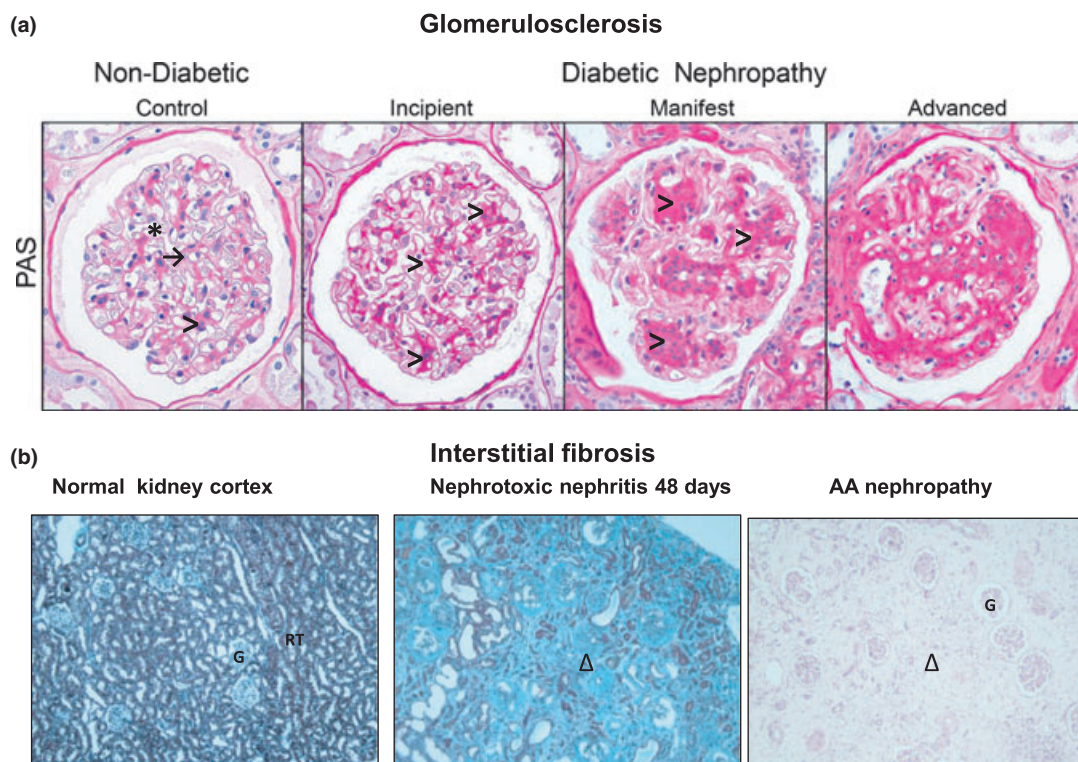 (a)
Glomerulosclerosis
Non-Diabetic
Diabetic Nephropathy
Control
Incipient
Manifest
Advanced
PAS
*
→
>
>
>
>
>
>
>
(b)
Interstitial fibrosis
Normal kidney cortex
Nephrotoxic nephritis 48 days
AA nephropathy
G
RT
Δ
G
Δ